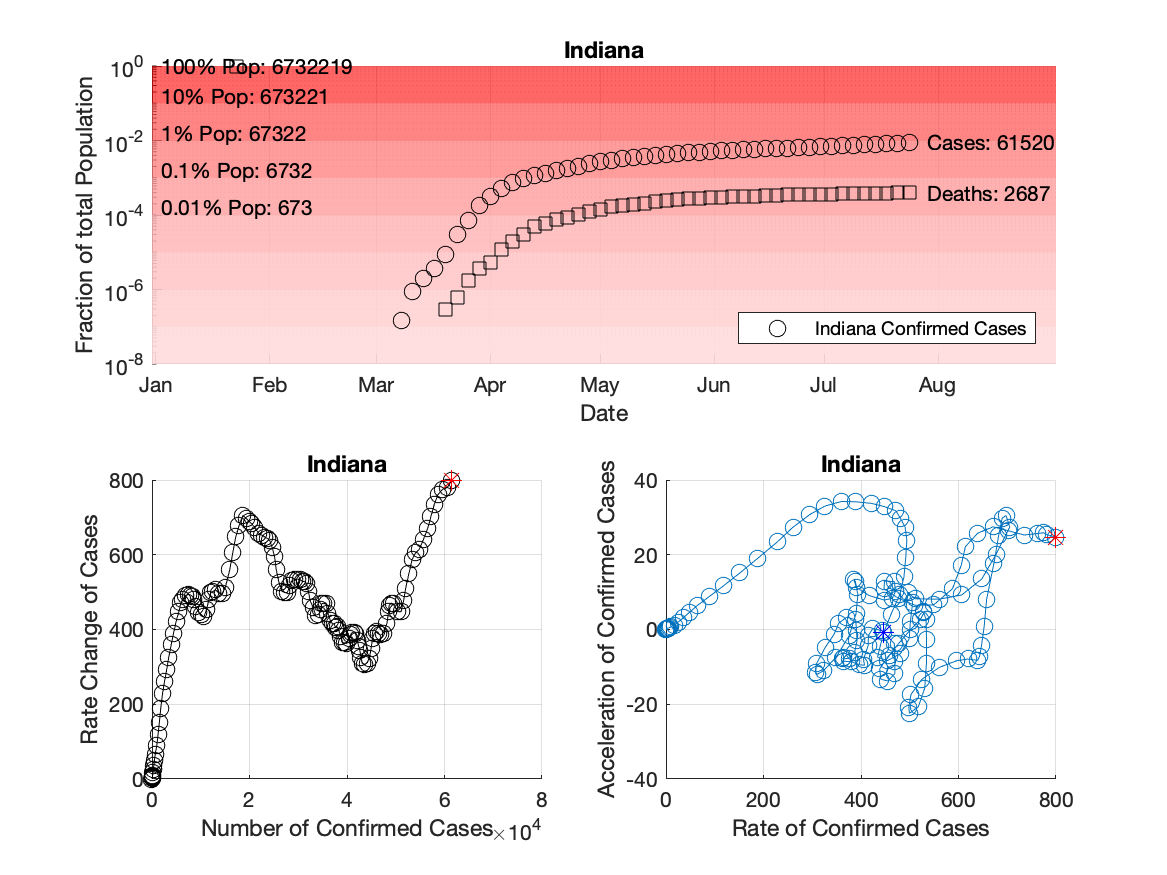 Indiana
10^0
10^-2
10^-4
10^-6
10^-8
Fraction of total Population
100% Pop: 6732219
10% Pop: 673221
1% Pop: 67322
0.1% Pop: 6732
0.01% Pop: 673
Cases: 61520
Deaths: 2687
Indiana Confirmed Cases
Jan Feb Mar Apr May Jun Jul Aug
Date
Indiana
800
600
400
200
0
Rate Change of Cases
0 2 4 6 8
Number of Confirmed Cases ×10^4
Indiana
40
20
0
-20
-40
Acceleration of Confirmed Cases
0 200 400 600 800
Rate of Confirmed Cases